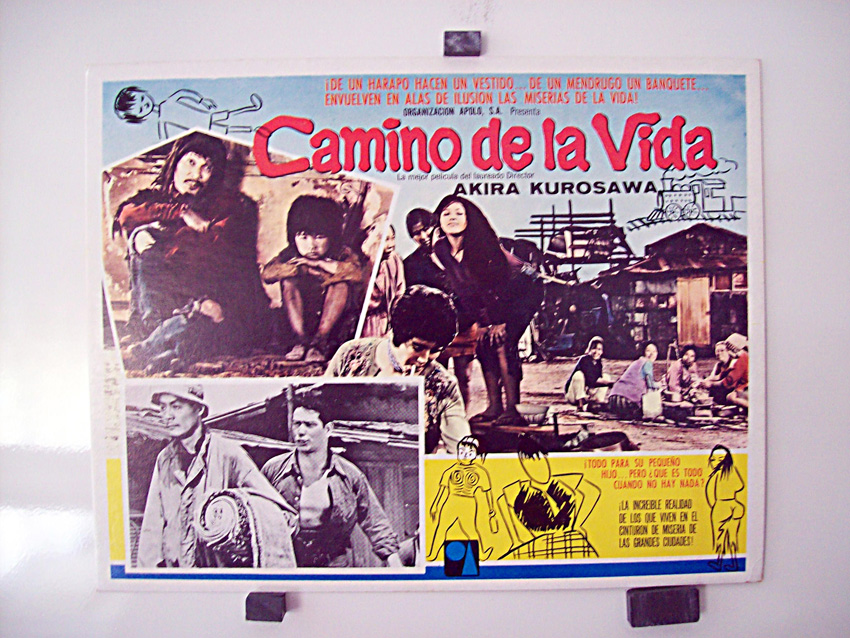 ¡DE UN HARAPO HACEN UN VESTIDO... DE UN MENDRUGO UN BANQUETE...
ENVUELVEN EN ALAS DE ILUSION LAS MISERIAS DE LA VIDA!
ORGANIZACION APOLO, S.A. Presenta
Camino de la Vida
La mejor película del laureado Director
AKIRA KUROSAWA
¡TODO PARA SU PEQUEÑO
HIJO...PERO ¿QUE ES TODO
CUANDO NO HAY NADA?
¡LA INCREIBLE REALIDAD
DE LOS QUE VIVEN EN EL
CINTURON DE MISERIA DE
LAS GRANDES CIUDADES!